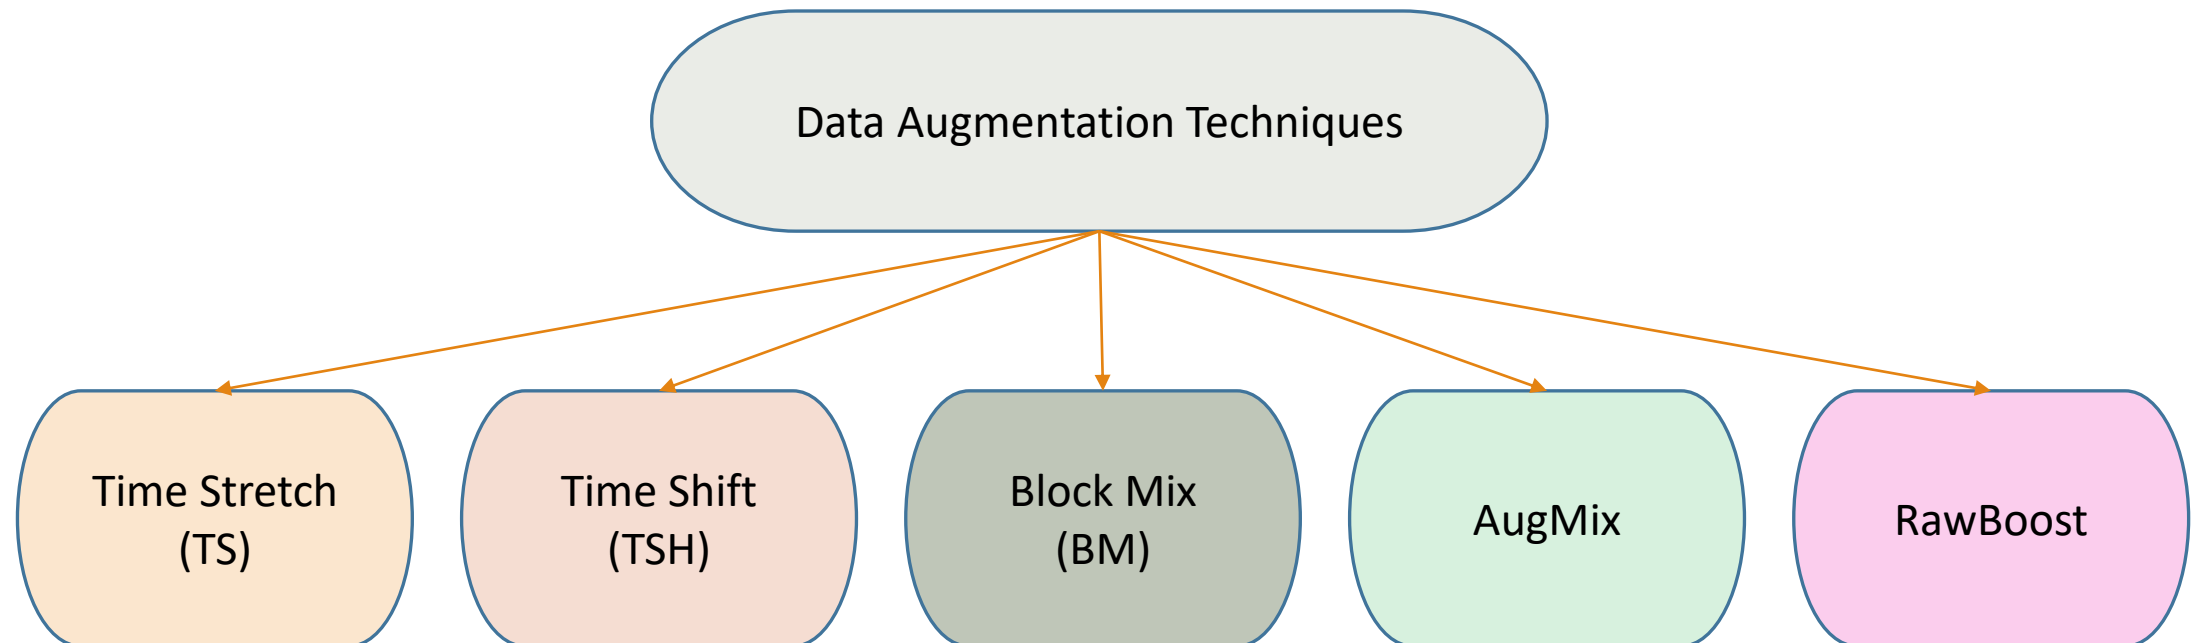 Data Augmentation Techniques
Time Stretch
(TS)
Time Shift
(TSH)
Block Mix
(BM)
AugMix
RawBoost